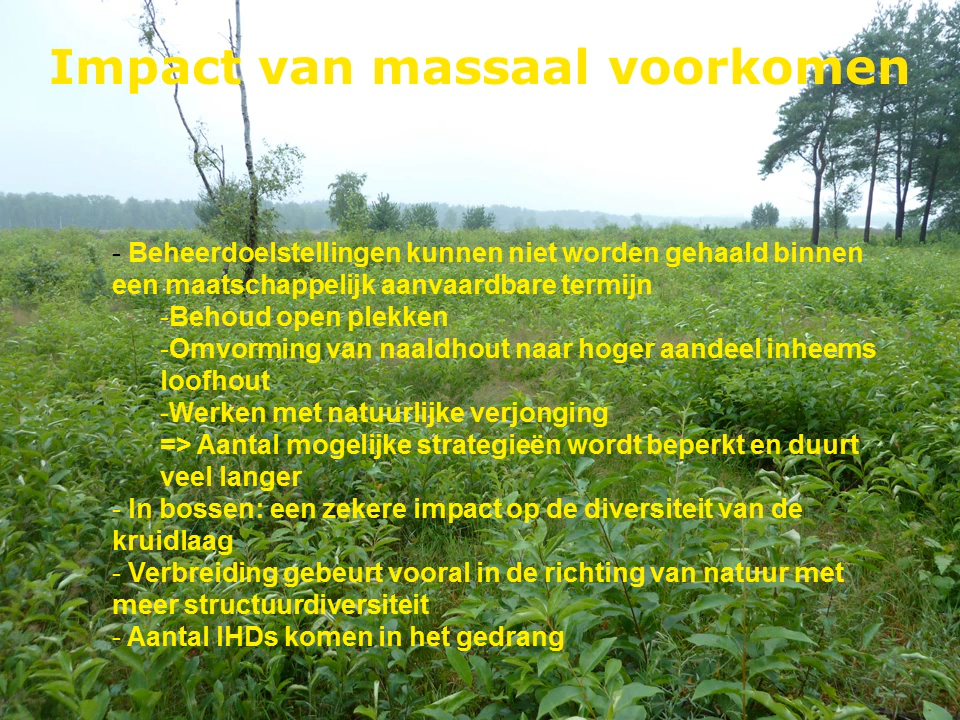 Impact van massaal voorkomen
- Beheerdoelstellingen kunnen niet worden gehaald binnen
een maatschappelijk aanvaardbare termijn
-Behoud open plekken
-Omvorming van naaldhout naar hoger aandeel inheems
loofhout
-Werken met natuurlijke verjonging
=> Aantal mogelijke strategieën wordt beperkt en duurt
veel langer
- In bossen: een zekere impact op de diversiteit van de
kruidlaag
- Verbreiding gebeurt vooral in de richting van natuur met
meer structuurdiversiteit
- Aantal IHDs komen in het gedrang